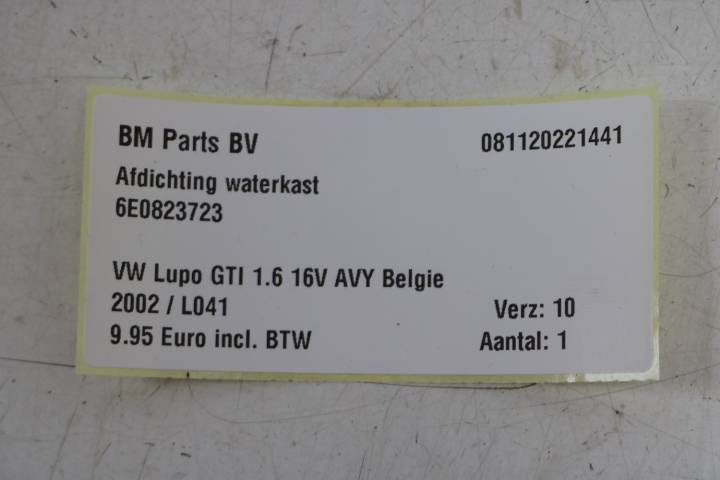 BM Parts BV 081120221441
Afdichting waterkast
6E0823723
VW Lupo GTI 1.6 16V AVY Belgie
2002 / L041 Verz: 10
9.95 Euro incl. BTW Aantal: 1